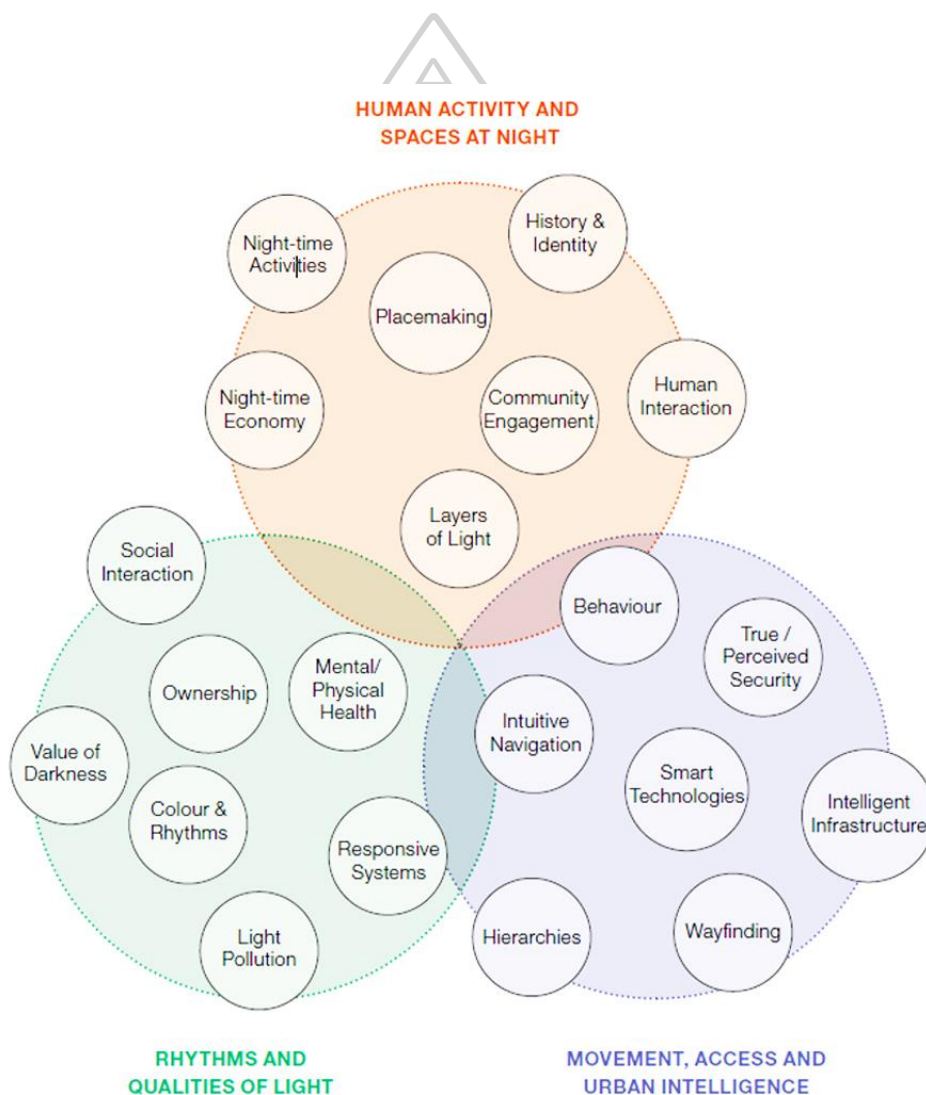 HUMAN ACTIVITY AND
SPACES AT NIGHT
Night-time
Activities
History &
Identity
Placemaking
Night-time
Economy
Community
Engagement
Human
Interaction
Layers
of Light
Social
Interaction
Ownership
Mental/
Physical
Health
Value of
Darkness
Colour &
Rhythms
Responsive
Systems
Light
Pollution
Behaviour
True /
Perceived
Security
Intuitive
Navigation
Smart
Technologies
Intelligent
Infrastructure
Hierarchies
Wayfinding
RHYTHMS AND
QUALITIES OF LIGHT
MOVEMENT, ACCESS AND
URBAN INTELLIGENCE